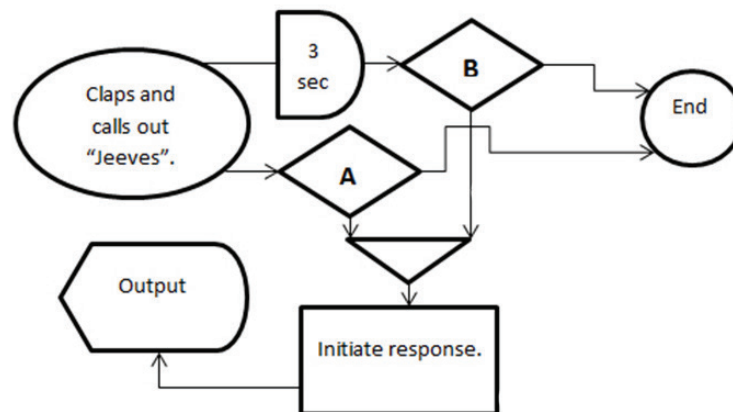 Claps and
calls out
“Jeeves”.
3
sec
B
End
A
Output
Initiate response.